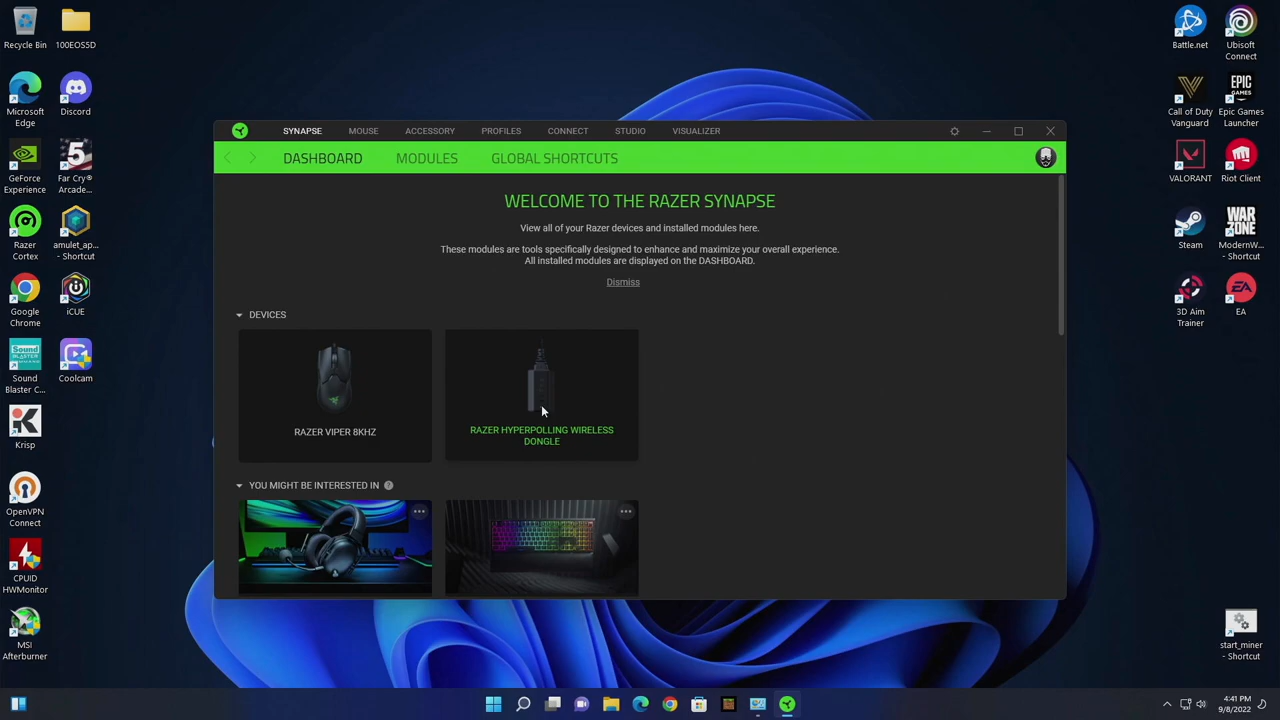 Recycle Bin
100EOS5D
Microsoft
Edge
Discord
GeForce
Experience
Far Cry®
5
Arcade...
Razer
Cortex
amulet_ap...
- Shortcut
Google
Chrome
iCUE
Sound
Blaster C...
Coolcam
Krisp
OpenVPN
Connect
CPUID
HWMonitor
MSI
Afterburner
SYNAPSE MOUSE ACCESSORY PROFILES CONNECT STUDIO VISUALIZER
DASHBOARD MODULES GLOBAL SHORTCUTS
WELCOME TO THE RAZER SYNAPSE
View all of your Razer devices and installed modules here.
These modules are tools specifically designed to enhance and maximize your overall experience.
All installed modules are displayed on the DASHBOARD.
Dismiss
DEVICES
RAZER VIPER 8KHZ
RAZER HYPERPOLLING WIRELESS
DONGLE
YOU MIGHT BE INTERESTED IN ?
Battle.net
Ubisoft
Connect
Call of Duty
Vanguard
EPIC
GAMES
Epic Games
Launcher
VALORANT
Riot Client
Steam
WAR
ZONE
ModernW...
- Shortcut
3D Aim
Trainer
EA
EA
start_miner
- Shortcut
4:41 PM
9/8/2022